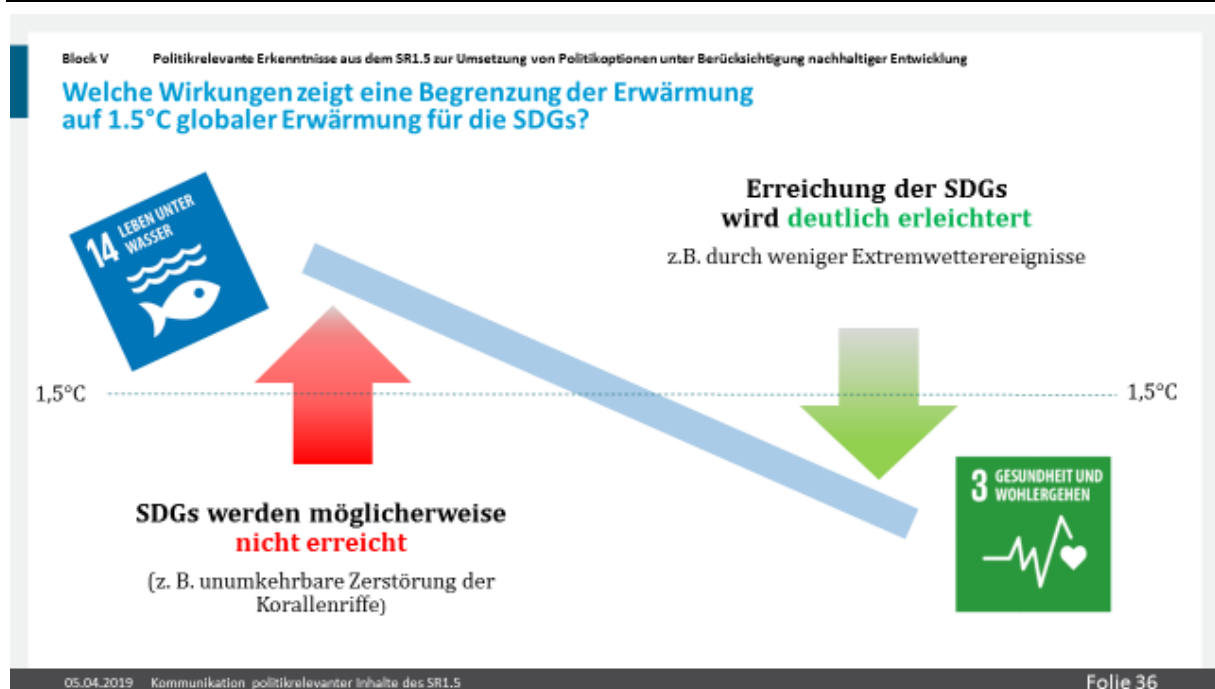 Block V Politikrelevante Erkenntnisse aus dem SR1.5 zur Umsetzung von Politikoptionen unter Berücksichtigung nachhaltiger Entwicklung
Welche Wirkungen zeigt eine Begrenzung der Erwärmung
auf 1.5°C globaler Erwärmung für die SDGs?
14 LEBEN UNTER
WASSER
Erreichung der SDGs
wird deutlich erleichtert
z.B. durch weniger Extremwetterereignisse
1,5°C
1,5°C
SDGs werden möglicherweise
nicht erreicht
(z. B. unumkehrbare Zerstörung der
Korallenriffe)
3 GESUNDHEIT UND
WOHLERGEHEN
05.04.2019 Kommunikation politikrelevanter Inhalte des SR1.5 Folie 36